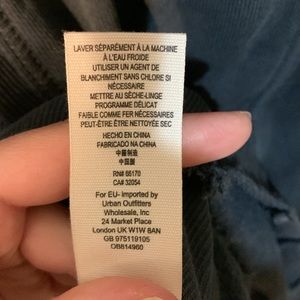 LAVER SÉPARÉMENT À LA MACHINE
À L'EAU FROIDE
UTILISER UN AGENT DE
BLANCHIMENT SANS CHLORE SI
NÉCESSAIRE
METTRE AU SÈCHE-LINGE
PROGRAMME DÉLICAT
FAIBLE COMME FER SI NÉCESSAIRES
PEUT-ÊTRE ÊTRE NETTOYÉE SEC
HECHO EN CHINA
FABRICADO NA CHINA
中國制造
中国製
RN# 66170
CA# 32054
For EU- Imported by
Urban Outfitters
Wholesale, Inc
24 Market Place
London UK W1W 8AN
GB 975119105
OB814960